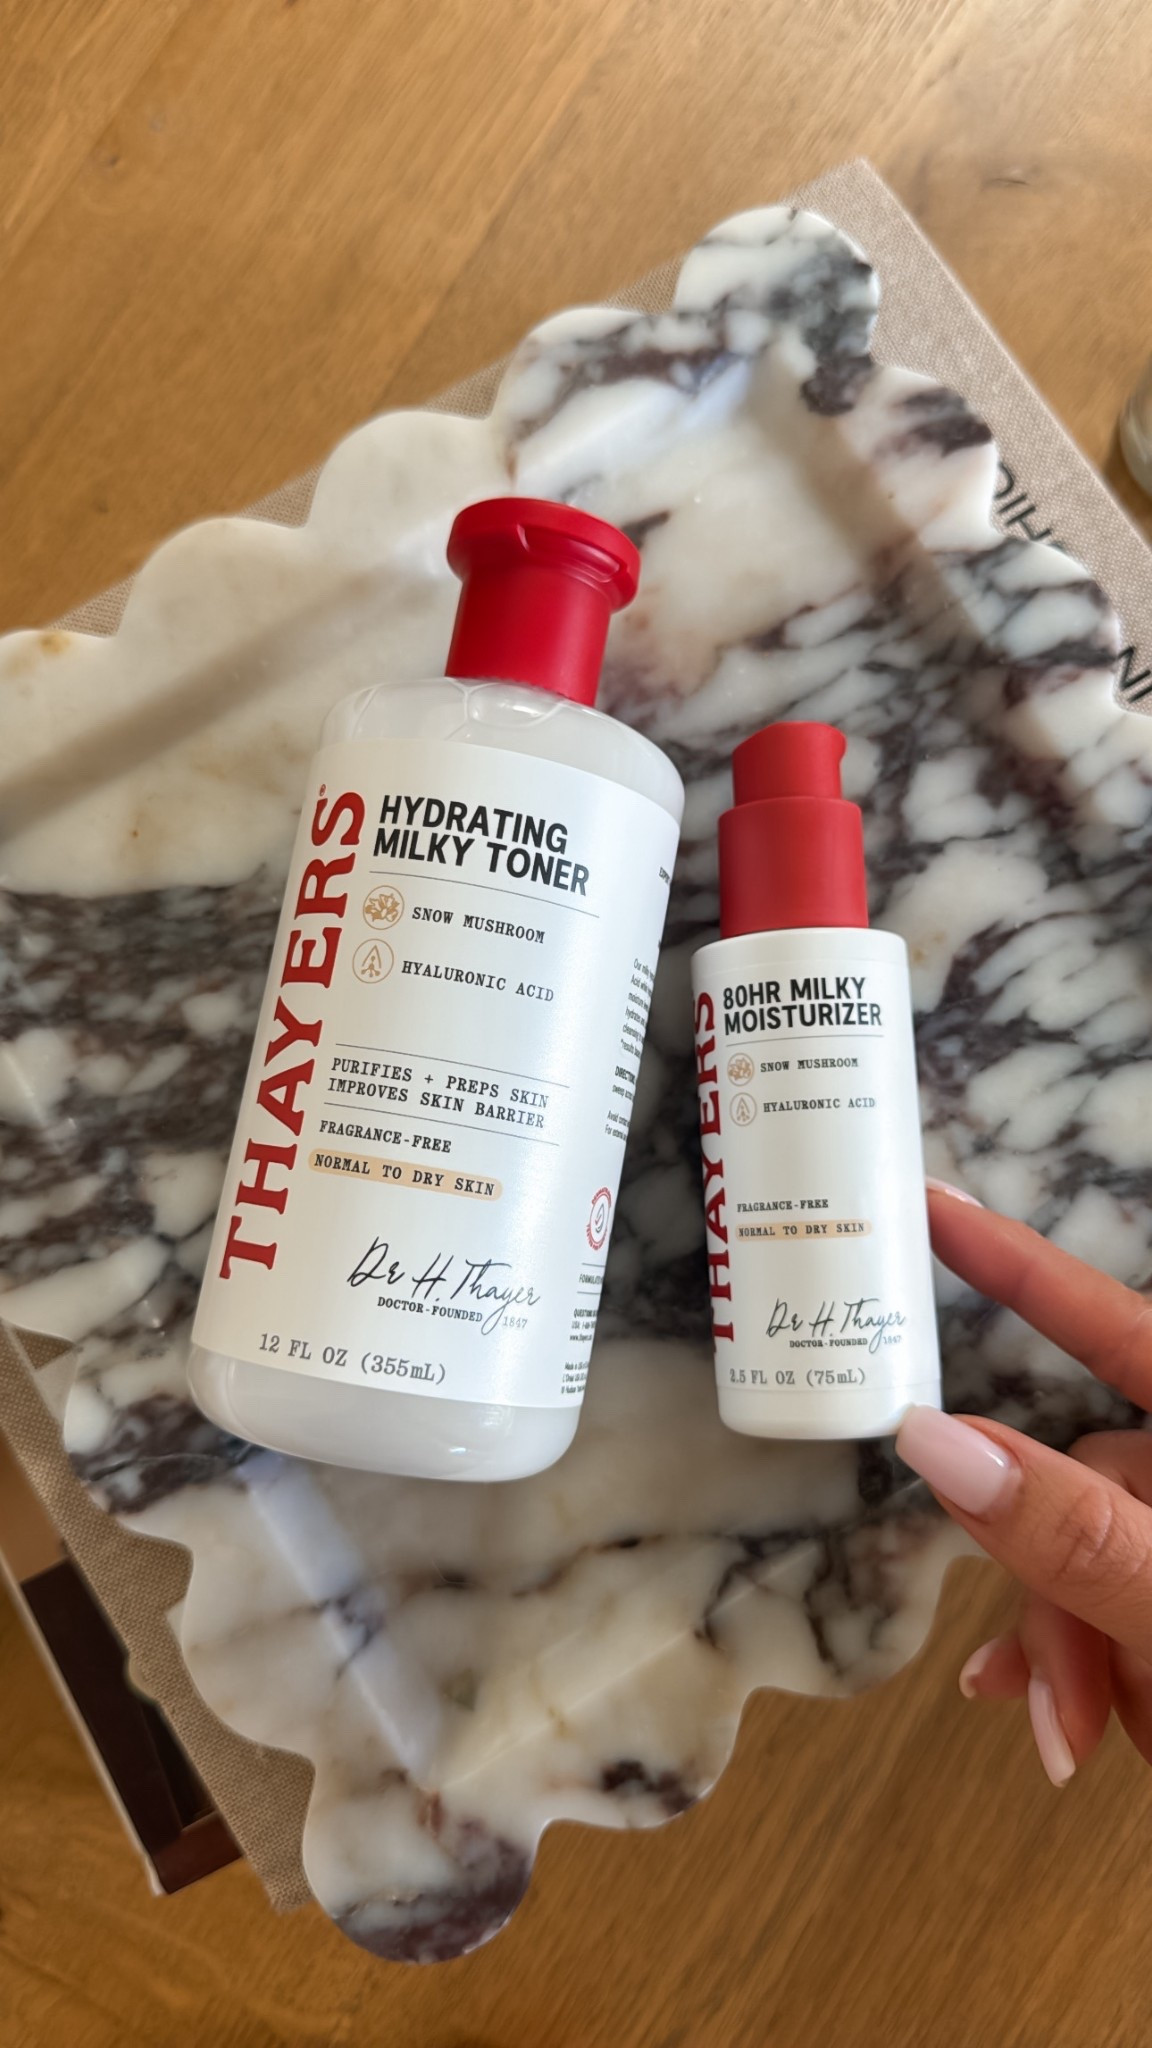 THAYERS®
HYDRATING
MILKY TONER
SNOW MUSHROOM
HYALURONIC ACID
PURIFIES + PREPS SKIN
IMPROVES SKIN BARRIER
FRAGRANCE-FREE
NORMAL TO DRY SKIN
Dr H. Thayer
DOCTOR-FOUNDED 1847
12 FL OZ (355mL)
THAYERS
80HR MILKY
MOISTURIZER
SNOW MUSHROOM
HYALURONIC ACID
FRAGRANCE-FREE
NORMAL TO DRY SKIN
Dr H. Thayer
DOCTOR-FOUNDED 1847
2.5 FL OZ (75mL)